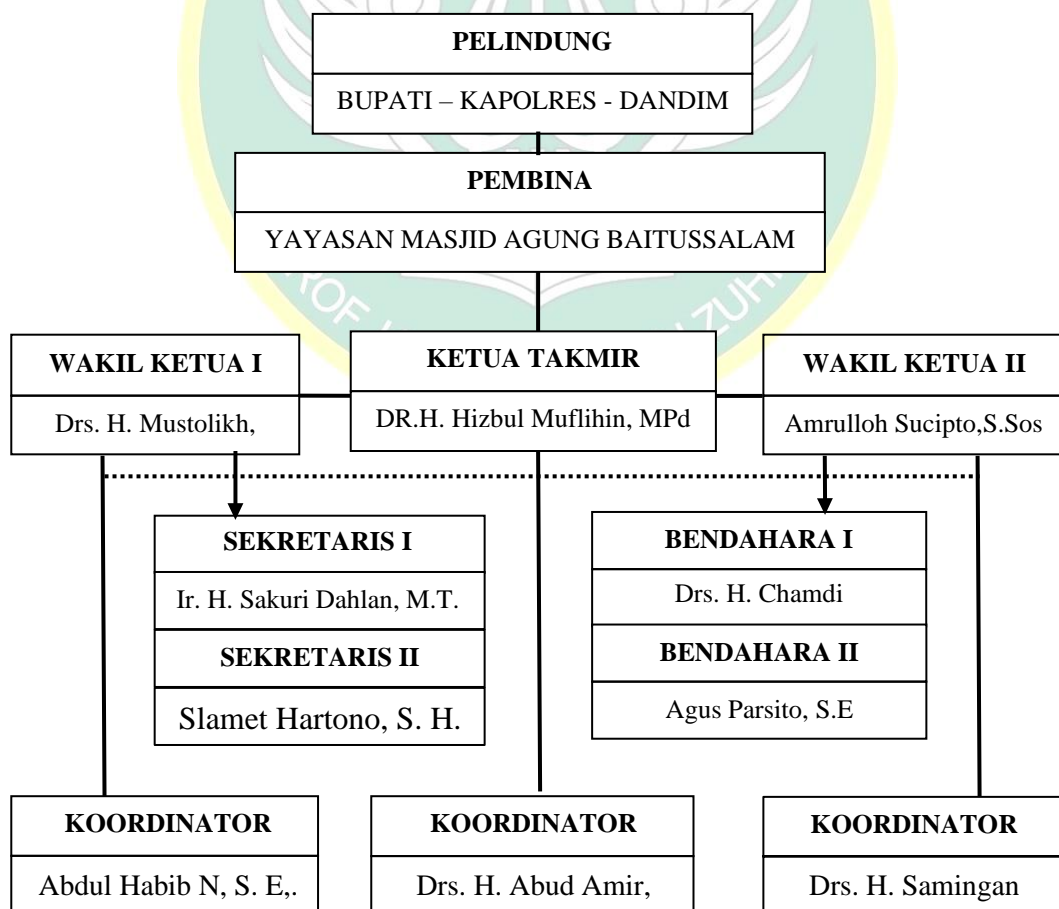 PELINDUNG
BUPATI – KAPOLRES - DANDIM
PEMBINA
YAYASAN MASJID AGUNG BAITUSSALAM
WAKIL KETUA I
Drs. H. Mustolikh,
KETUA TAKMIR
DR.H. Hizbul Muflihin, MPd
WAKIL KETUA II
Amrulloh Sucipto,S.Sos
SEKRETARIS I
Ir. H. Sakuri Dahlan, M.T.
SEKRETARIS II
Slamet Hartono, S. H.
BENDAHARA I
Drs. H. Chamdi
BENDAHARA II
Agus Parsito, S.E
KOORDINATOR
Abdul Habib N, S. E,.
KOORDINATOR
Drs. H. Abud Amir,
KOORDINATOR
Drs. H. Samingan